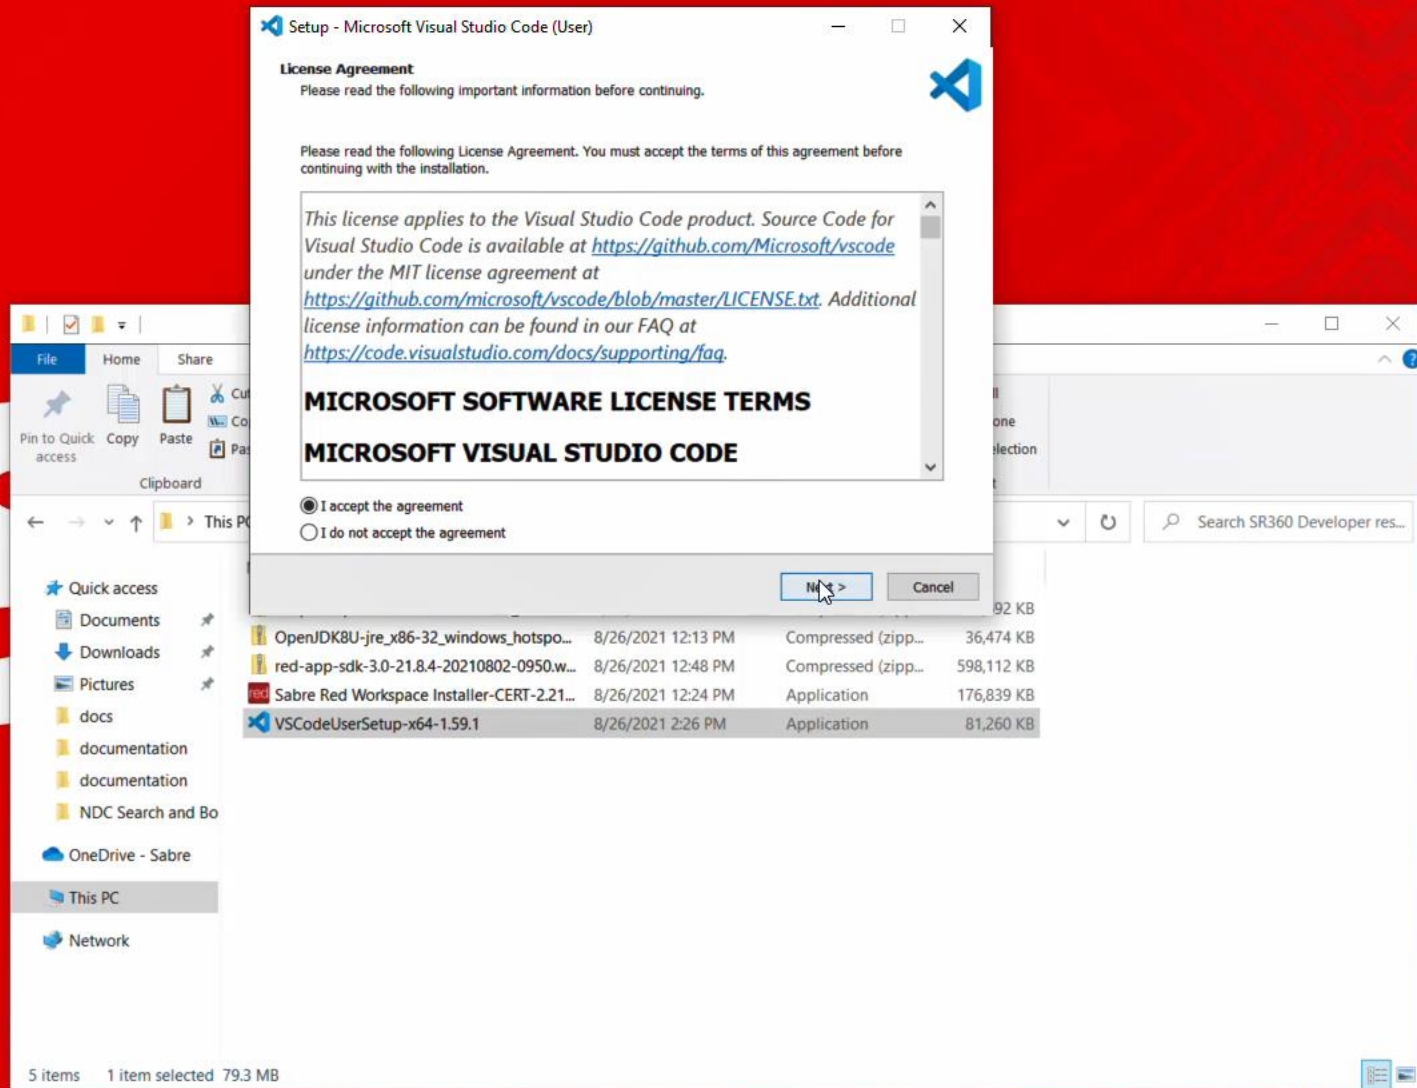 Setup - Microsoft Visual Studio Code (User)
License Agreement
Please read the following important information before continuing.
Please read the following License Agreement. You must accept the terms of this agreement before
continuing with the installation.
This license applies to the Visual Studio Code product. Source Code for
Visual Studio Code is available at https://github.com/Microsoft/vscode
under the MIT license agreement at
https://github.com/microsoft/vscode/blob/master/LICENSE.txt. Additional
license information can be found in our FAQ at
https://code.visualstudio.com/docs/supporting/faq.
MICROSOFT SOFTWARE LICENSE TERMS
MICROSOFT VISUAL STUDIO CODE
I accept the agreement
I do not accept the agreement
Next >
Cancel
File
Home
Share
Pin to Quick
access
Copy
Paste
Clipboard
This PC
Search SR360 Developer res...
Quick access
Documents
Downloads
Pictures
docs
documentation
documentation
NDC Search and Bo
OneDrive - Sabre
This PC
Network
OpenJDK8U-jre_x86-32_windows_hotspo... 8/26/2021 12:13 PM Compressed (zipp... 36,474 KB
red-app-sdk-3.0-21.8.4-20210802-0950.w... 8/26/2021 12:48 PM Compressed (zipp... 598,112 KB
red Sabre Red Workspace Installer-CERT-2.21... 8/26/2021 12:24 PM Application 176,839 KB
VSCodeUserSetup-x64-1.59.1 8/26/2021 2:26 PM Application 81,260 KB
5 items 1 item selected 79.3 MB